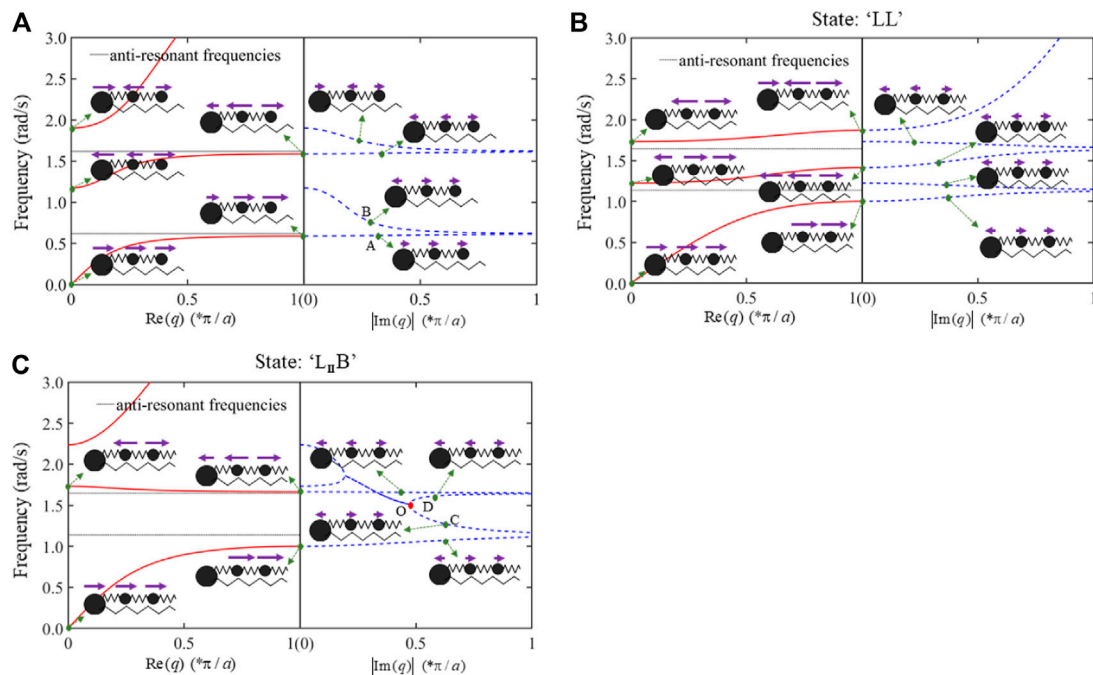 A
3.0
2.5
2.0
1.5
1.0
0.5
0.0
Frequency (rad/s)
anti-resonant frequencies
B
A
0
0.5
1(0)
0.5
1
Re(q) (*π/a)
|Im(q)| (*π/a)
B
State: 'LL'
3.0
2.5
2.0
1.5
1.0
0.5
0.0
Frequency (rad/s)
anti-resonant frequencies
0
0.5
1(0)
0.5
1
Re(q) (*π/a)
|Im(q)| (*π/a)
C
State: 'L_II B'
3.0
2.5
2.0
1.5
1.0
0.5
0.0
Frequency (rad/s)
anti-resonant frequencies
O
D
C
0
0.5
1(0)
0.5
1
Re(q) (*π/a)
|Im(q)| (*π/a)